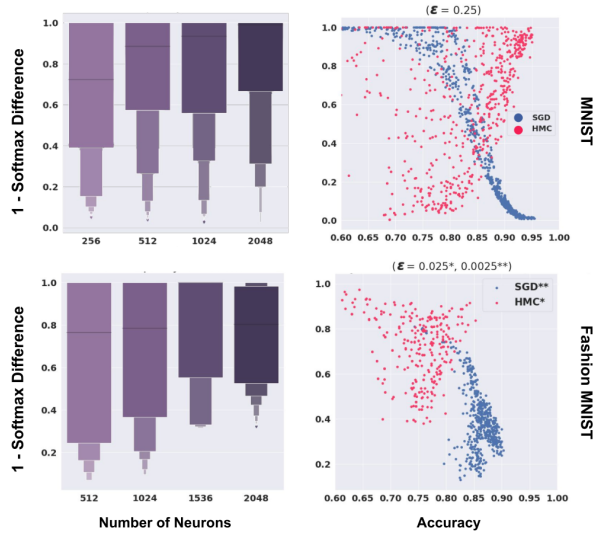 (ε = 0.25)
1.0
0.8
0.6
0.4
0.2
0.0
1 - Softmax Difference
256 512 1024 2048
1.0
0.8
0.6
0.4
0.2
0.0
SGD
HMC
MNIST
0.60 0.65 0.70 0.75 0.80 0.85 0.90 0.95 1.00
(ε = 0.025*, 0.0025**)
1.0
0.8
0.6
0.4
0.2
1 - Softmax Difference
512 1024 1536 2048
Number of Neurons
1.0
0.8
0.6
0.4
0.2
SGD**
HMC*
Fashion MNIST
0.60 0.65 0.70 0.75 0.80 0.85 0.90 0.95 1.00
Accuracy